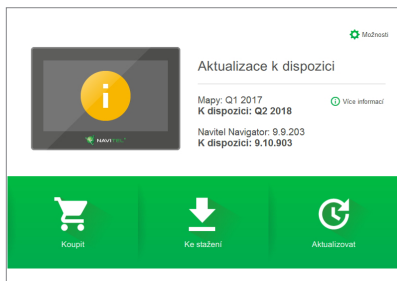 Možnosti
Aktualizace k dispozici
Mapy: Q1 2017
Více informací
K dispozici: Q2 2018
Navitel Navigator: 9.9.203
K dispozici: 9.10.903
NAVITEL
Koupit
Ke stažení
Aktualizovat